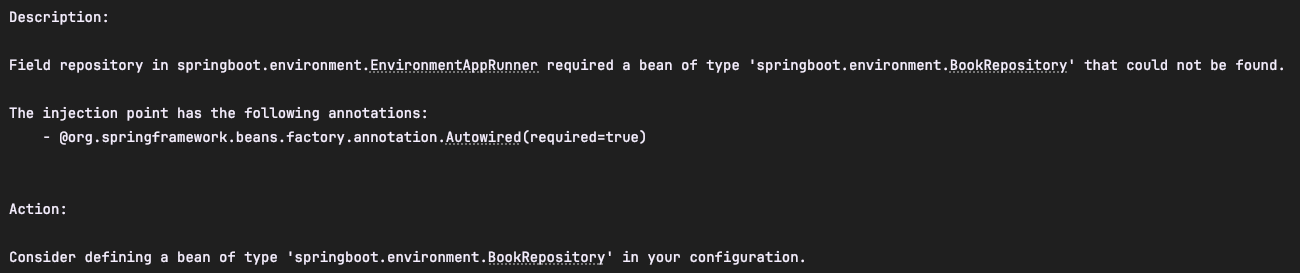 Description:
Field repository in springboot.environment.EnvironmentAppRunner required a bean of type 'springboot.environment.BookRepository' that could not be found.
The injection point has the following annotations:
- @org.springframework.beans.factory.annotation.Autowired(required=true)
Action:
Consider defining a bean of type 'springboot.environment.BookRepository' in your configuration.